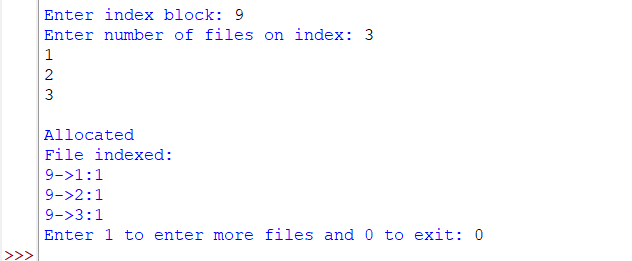 Enter index block: 9
Enter number of files on index: 3
1
2
3
Allocated
File indexed:
9->1:1
9->2:1
9->3:1
Enter 1 to enter more files and 0 to exit: 0
>>>